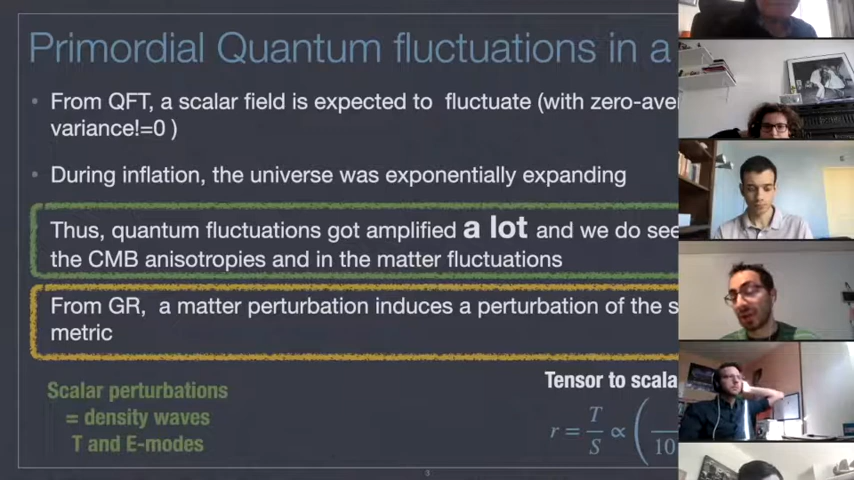 Primordial Quantum fluctuations in a
From QFT, a scalar field is expected to fluctuate (with zero-ave
variance!=0 )
During inflation, the universe was exponentially expanding
Thus, quantum fluctuations got amplified a lot and we do see
the CMB anisotropies and in the matter fluctuations
From GR, a matter perturbation induces a perturbation of the s
metric
Scalar perturbations
= density waves
T and E-modes
Tensor to scala
r = T/S ∝ ( 10
3